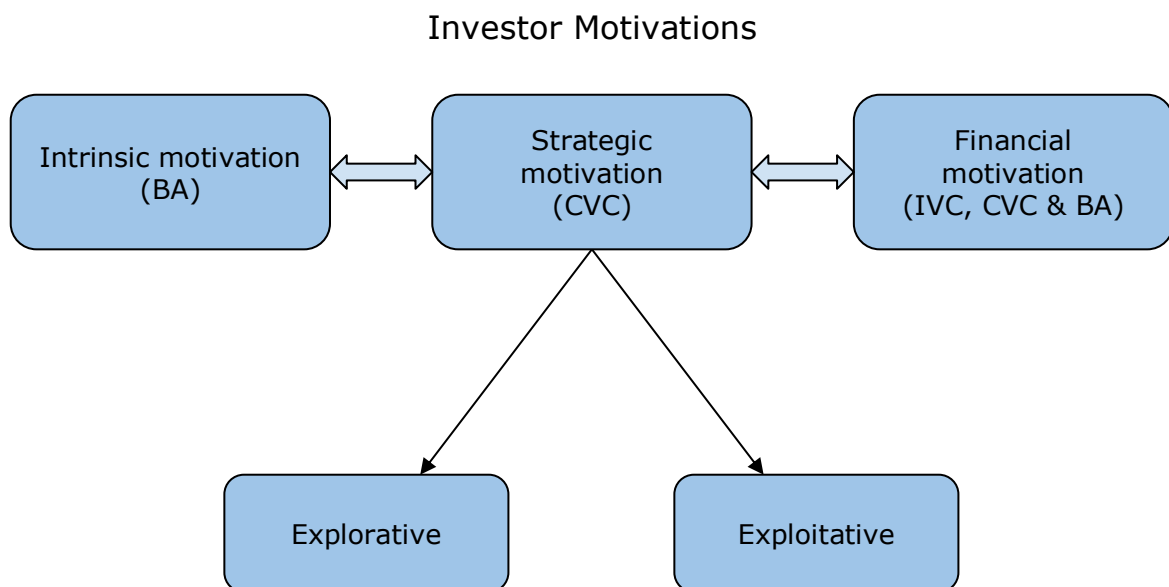 Investor Motivations
Intrinsic motivation
(BA)
Strategic
motivation
(CVC)
Financial
motivation
(IVC, CVC & BA)
Explorative
Exploitative